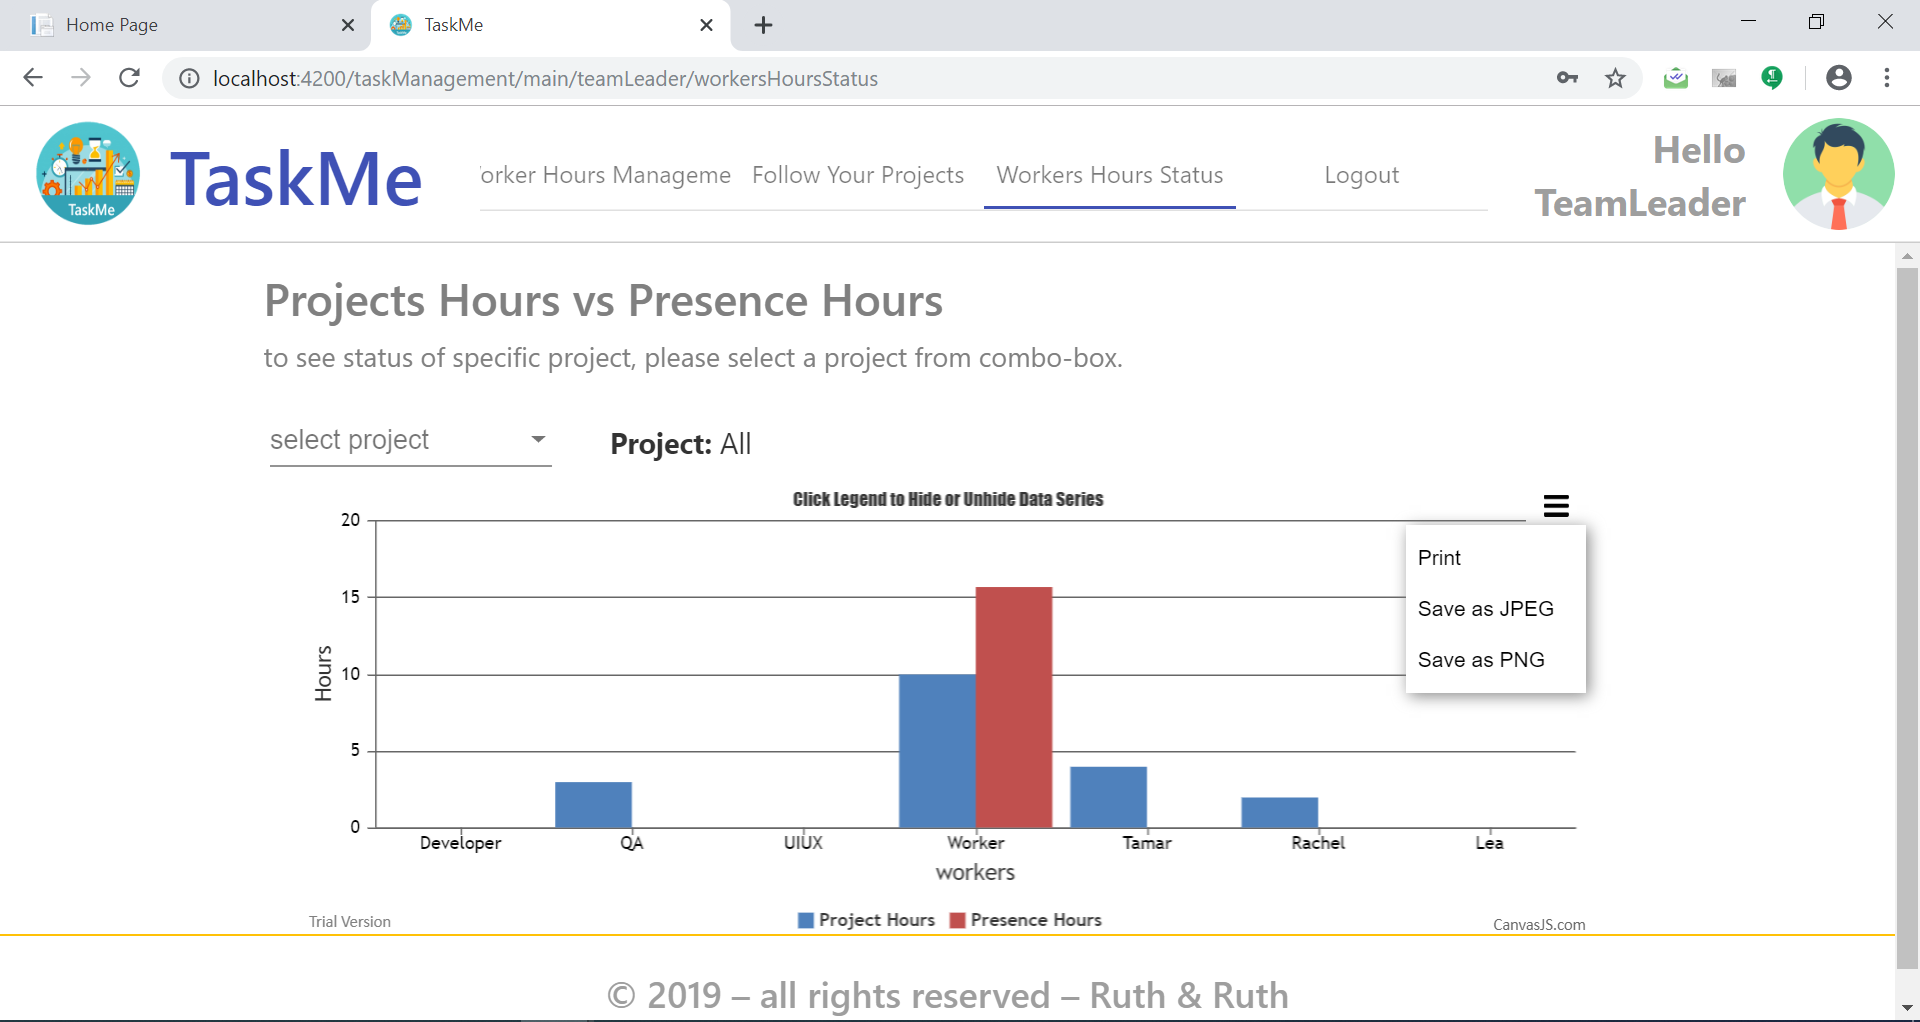 Home Page
TaskMe
localhost:4200/taskManagement/main/teamLeader/workersHoursStatus
TaskMe
TaskMe
orker Hours Manageme
Follow Your Projects
Workers Hours Status
Logout
Hello
TeamLeader
Projects Hours vs Presence Hours
to see status of specific project, please select a project from combo-box.
select project
Project: All
Click Legend to Hide or Unhide Data Series
Print
Save as JPEG
Save as PNG
Hours
20
15
10
5
0
Developer QA UIUX Worker Tamar Rachel Lea
workers
Project Hours Presence Hours
Trial Version
CanvasJS.com
© 2019 – all rights reserved – Ruth & Ruth